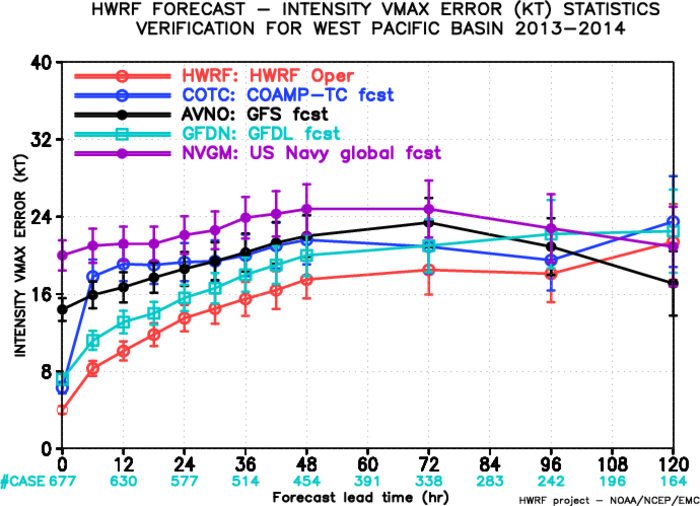 HWRF FORECAST – INTENSITY VMAX ERROR (KT) STATISTICS
VERIFICATION FOR WEST PACIFIC BASIN 2013–2014
HWRF: HWRF Oper
COTC: COAMP–TC fcst
AVNO: GFS fcst
GFDN: GFDL fcst
NVGM: US Navy global fcst
INTENSITY VMAX ERROR (KT)
40
32
24
16
8
0
0 12 24 36 48 60 72 84 96 108 120
#CASE 677 630 577 514 454 391 338 283 242 196 164
Forecast lead time (hr)
HWRF project – NOAA/NCEP/EMC